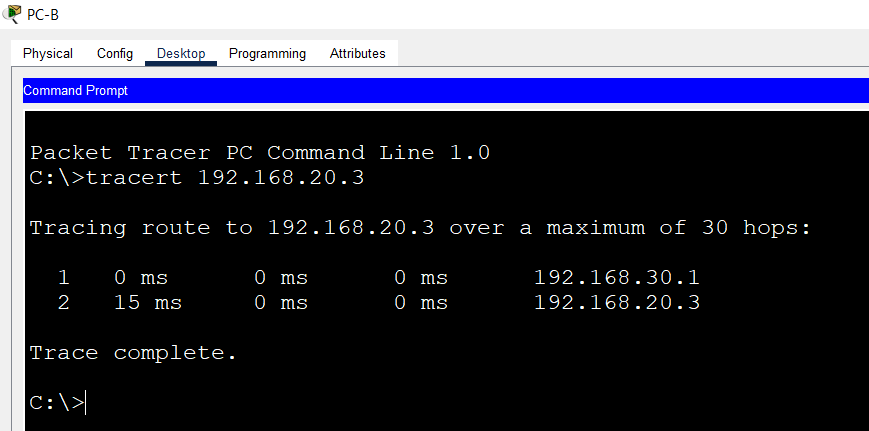 PC-B
Physical Config Desktop Programming Attributes
Command Prompt
Packet Tracer PC Command Line 1.0
C:\>tracert 192.168.20.3
Tracing route to 192.168.20.3 over a maximum of 30 hops:
1 0 ms 0 ms 0 ms 192.168.30.1
2 15 ms 0 ms 0 ms 192.168.20.3
Trace complete.
C:\>